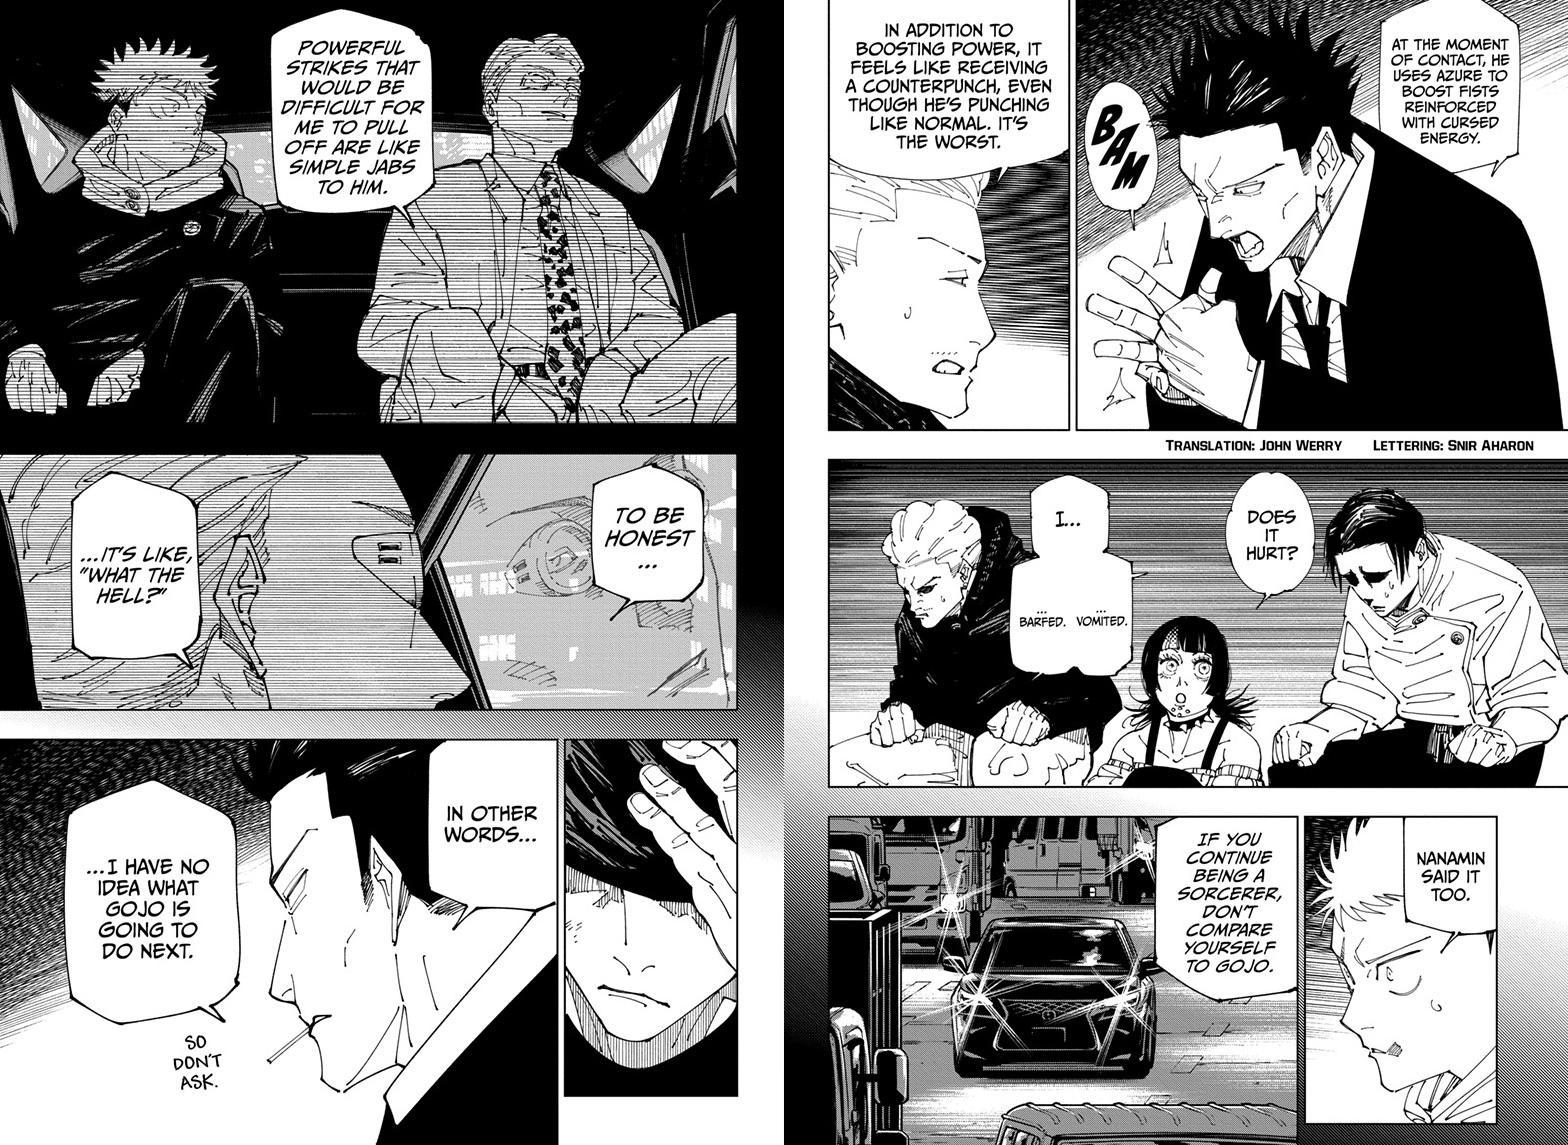 AT THE MOMENT
OF CONTACT, HE
USES AZURE TO
BOOST FISTS
REINFORCED
WITH CURSED
ENERGY.
BAM
IN ADDITION TO
BOOSTING POWER, IT
FEELS LIKE RECEIVING
A COUNTERPUNCH, EVEN
THOUGH HE'S PUNCHING
LIKE NORMAL. IT'S
THE WORST.
TRANSLATION: JOHN WERRY LETTERING: SNIR AHARON
DOES
IT
HURT?
I...
...BARFED. ...VOMITED.
NANAMIN
SAID IT
TOO.
IF YOU
CONTINUE
BEING A
SORCERER,
DON'T
COMPARE
YOURSELF
TO GOJO.
POWERFUL
STRIKES THAT
WOULD BE
DIFFICULT FOR
ME TO PULL
OFF ARE LIKE
SIMPLE JABS
TO HIM.
TO BE
HONEST
...
...IT'S LIKE,
"WHAT THE
HELL?"
IN OTHER
WORDS...
...I HAVE NO
IDEA WHAT
GOJO IS
GOING TO
DO NEXT.
SO
DON'T
ASK.